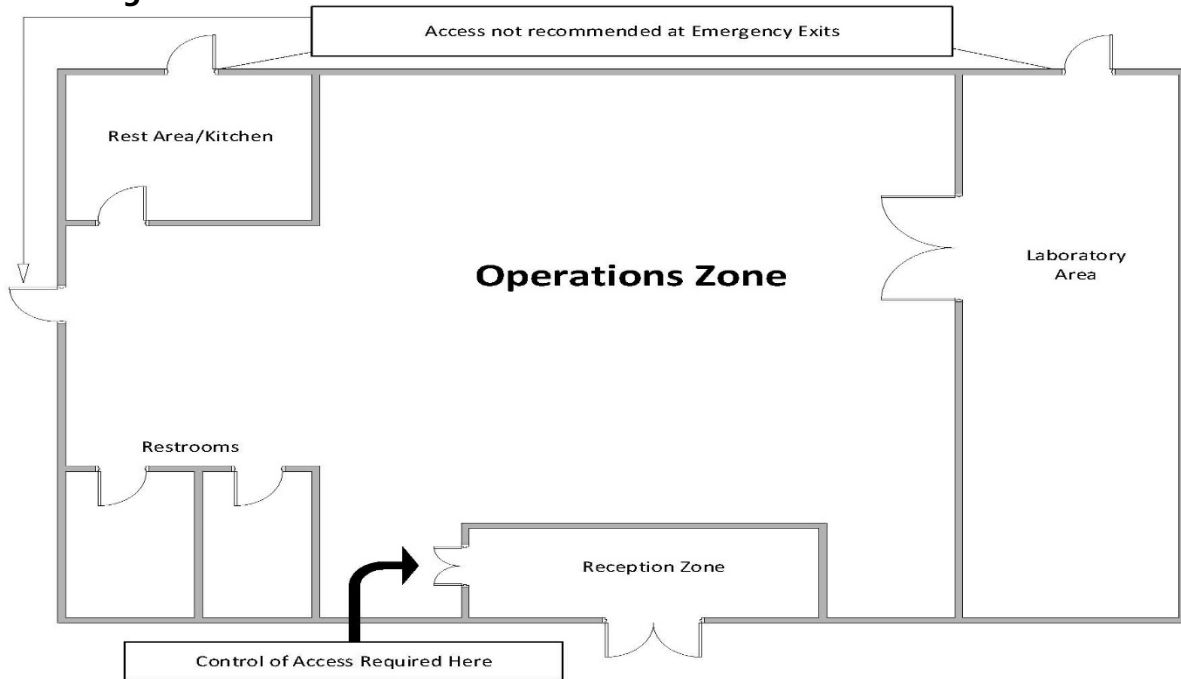 Access not recommended at Emergency Exits
Rest Area/Kitchen
Operations Zone
Laboratory
Area
Restrooms
Reception Zone
Control of Access Required Here